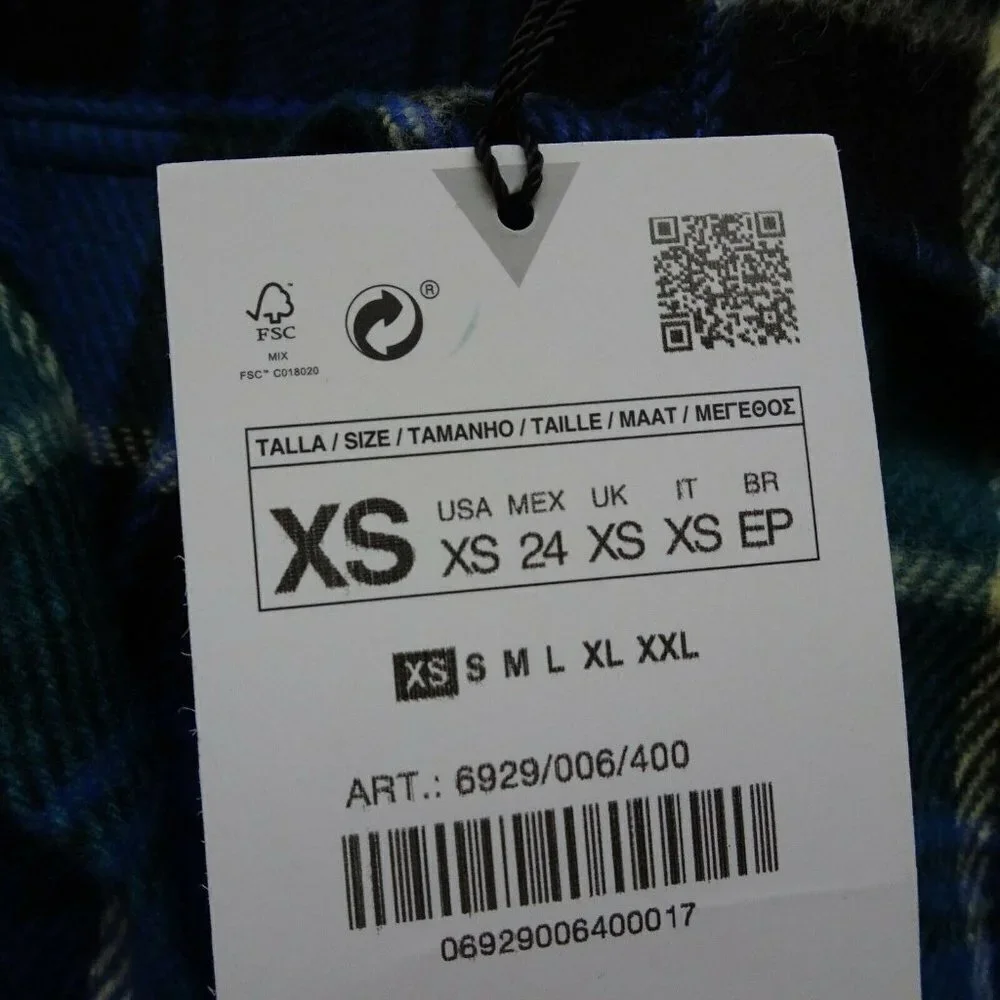 FSC™
MIX
FSC™ C018020
®
TALLA / SIZE / TAMANHO / TAILLE / MAAT / ΜΕΓΕΘΟΣ
XS
USA MEX UK IT BR
XS 24 XS XS EP
XS S M L XL XXL
ART.: 6929/006/400
06929006400017